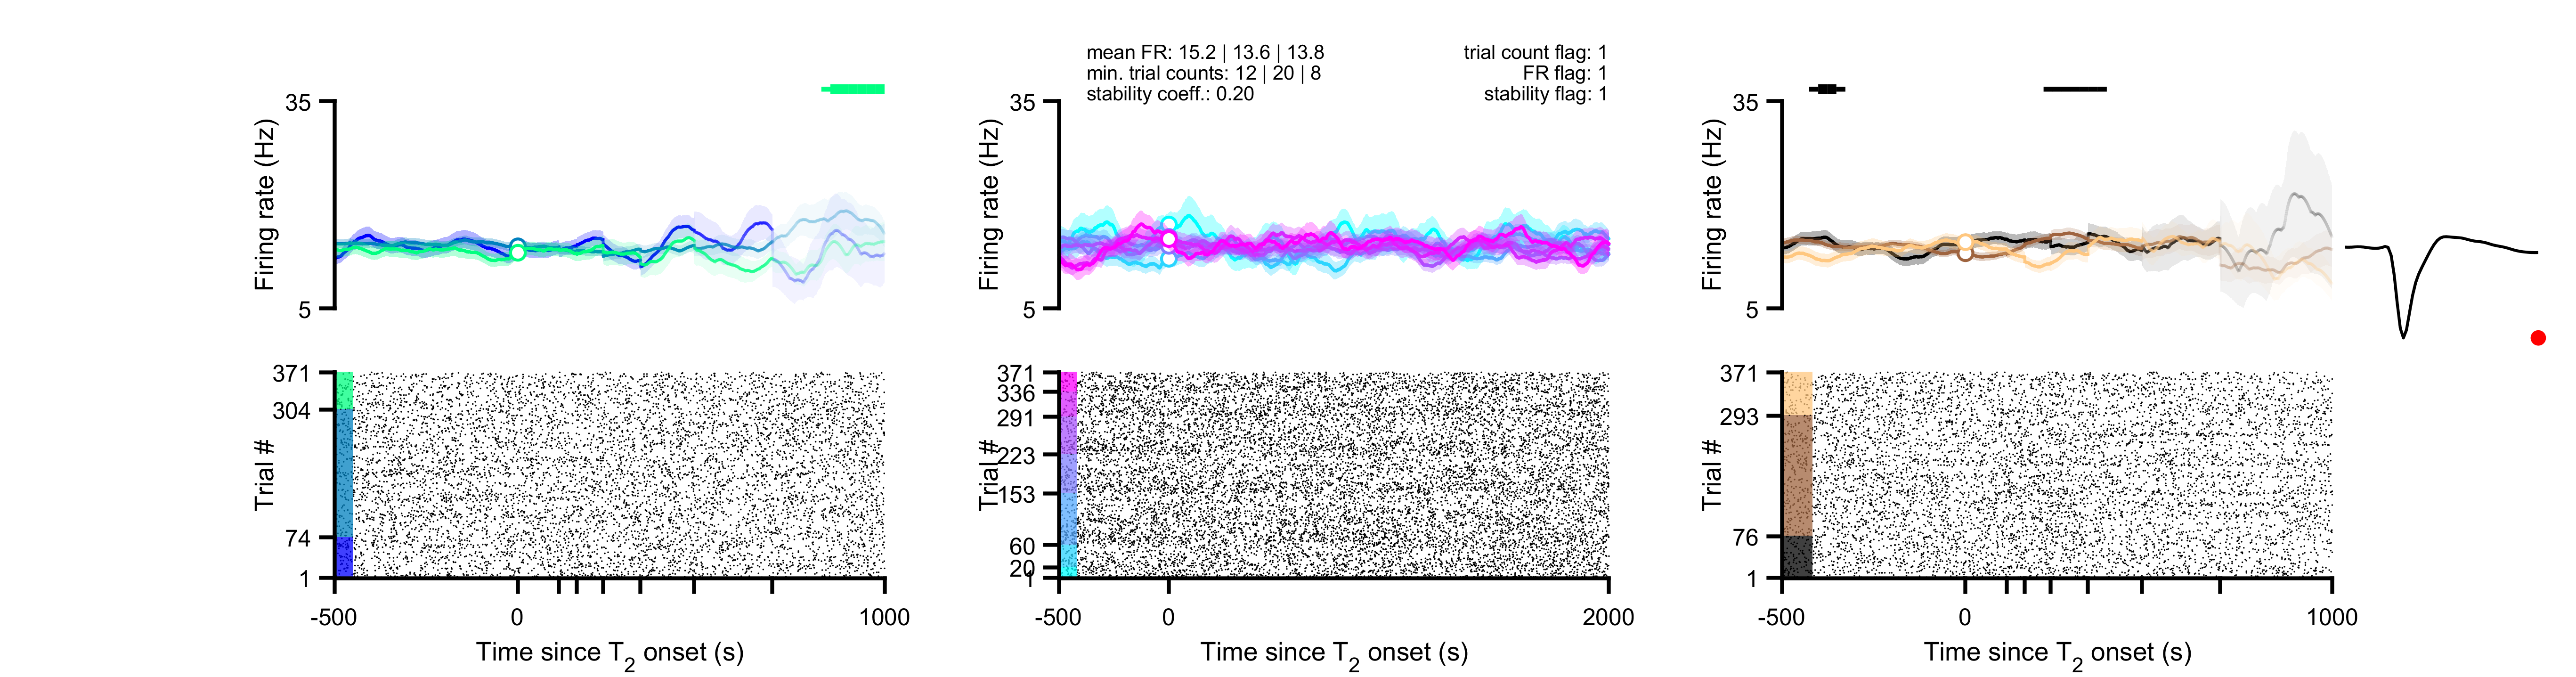 mean FR: 15.2 | 13.6 | 13.8
min. trial counts: 12 | 20 | 8
stability coeff.: 0.20
trial count flag: 1
FR flag: 1
stability flag: 1
35
Firing rate (Hz)
5
371
304
Trial #
74
1
-500
0
1000
Time since T2 onset (s)
35
Firing rate (Hz)
5
371
336
291
Trial #
223
153
60
20
1
-500
0
2000
Time since T2 onset (s)
35
Firing rate (Hz)
5
371
293
Trial #
76
1
-500
0
1000
Time since T2 onset (s)